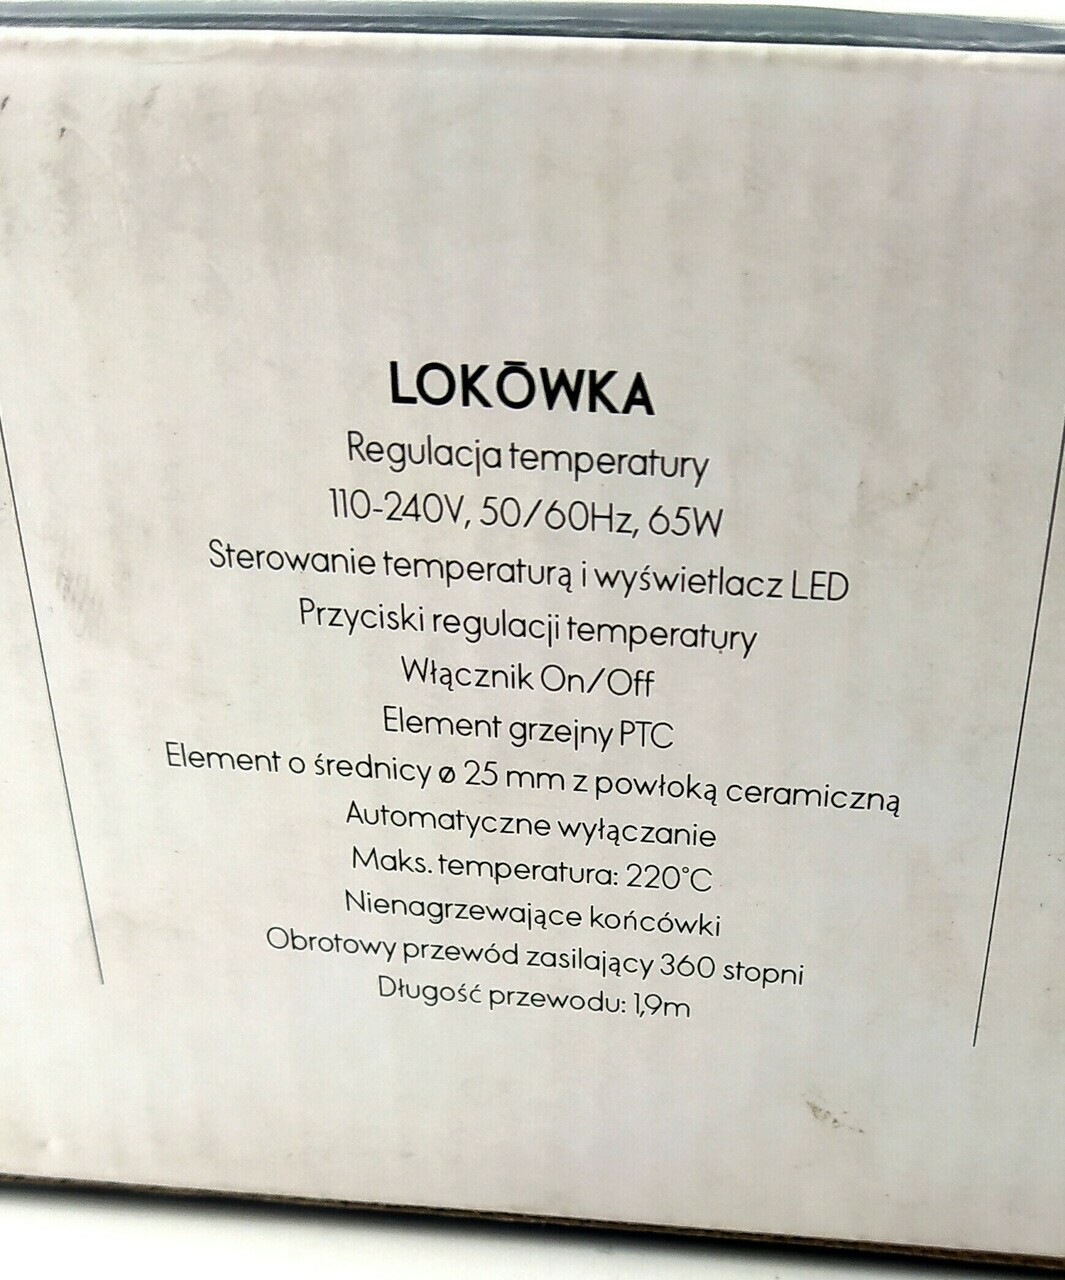 LOKŌWKA
Regulacja temperatury
110-240V, 50/60Hz, 65W
Sterowanie temperaturą i wyświetlacz LED
Przyciski regulacji temperatury
Włącznik On/Off
Element grzejny PTC
Element o średnicy ø 25 mm z powłoką ceramiczną
Automatyczne wyłączanie
Maks. temperatura: 220°C
Nienagrzewające końcówki
Obrotowy przewód zasilający 360 stopni
Długość przewodu: 1,9m